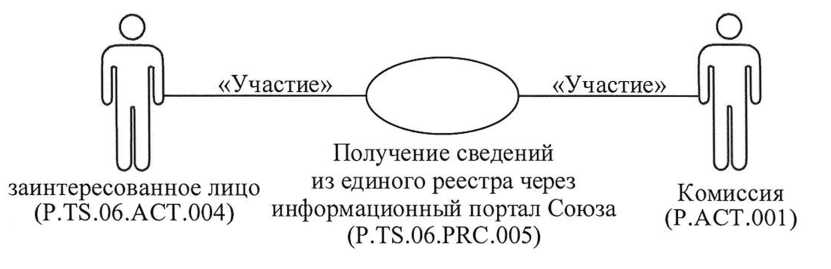 «Участие» «Участие»
Получение сведений
из единого реестра через
информационный портал Союза
(P.TS.06.PRC.005)
заинтересованное лицо
(P.TS.06.ACT.004)
Комиссия
(P.ACT.001)